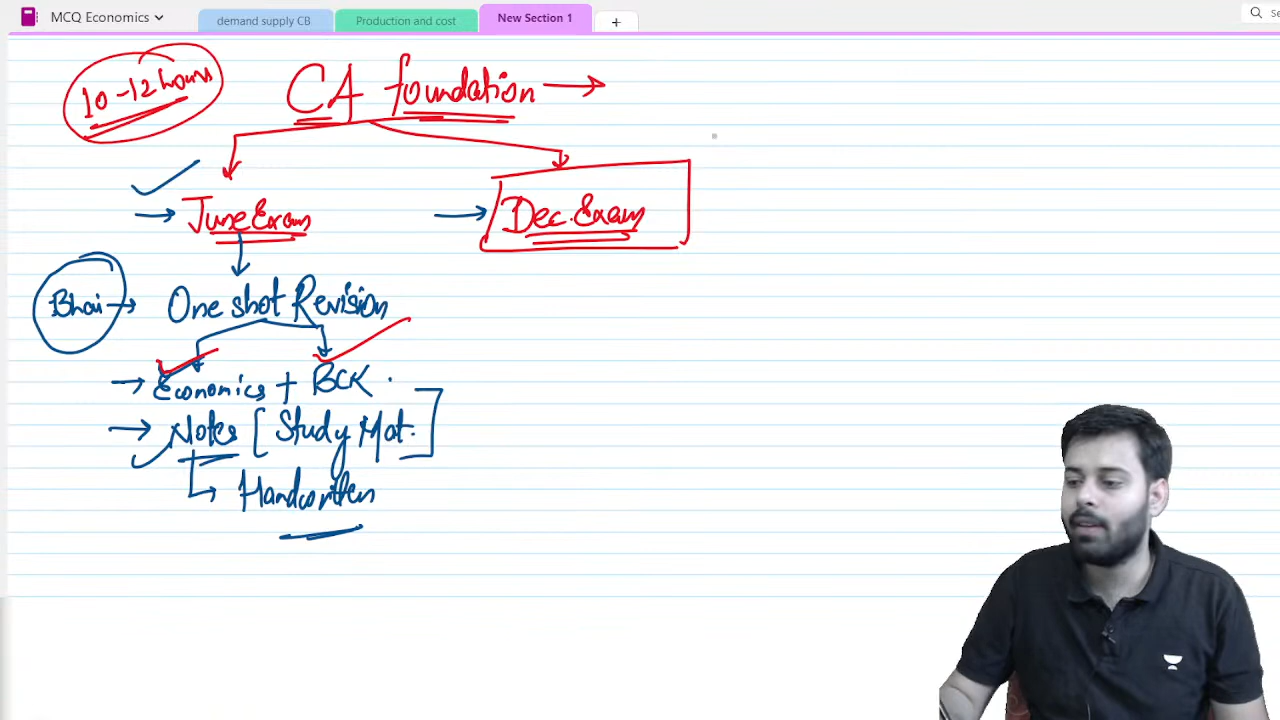 MCQ Economics
demand supply CB
Production and cost
New Section 1
+
10-12 hours
CA foundation →
June Exam
→ Dec. Exam
Bhai → One shot Revision
→ Economics + BCK.
→ Notes [Study Mat.]
Handwritten